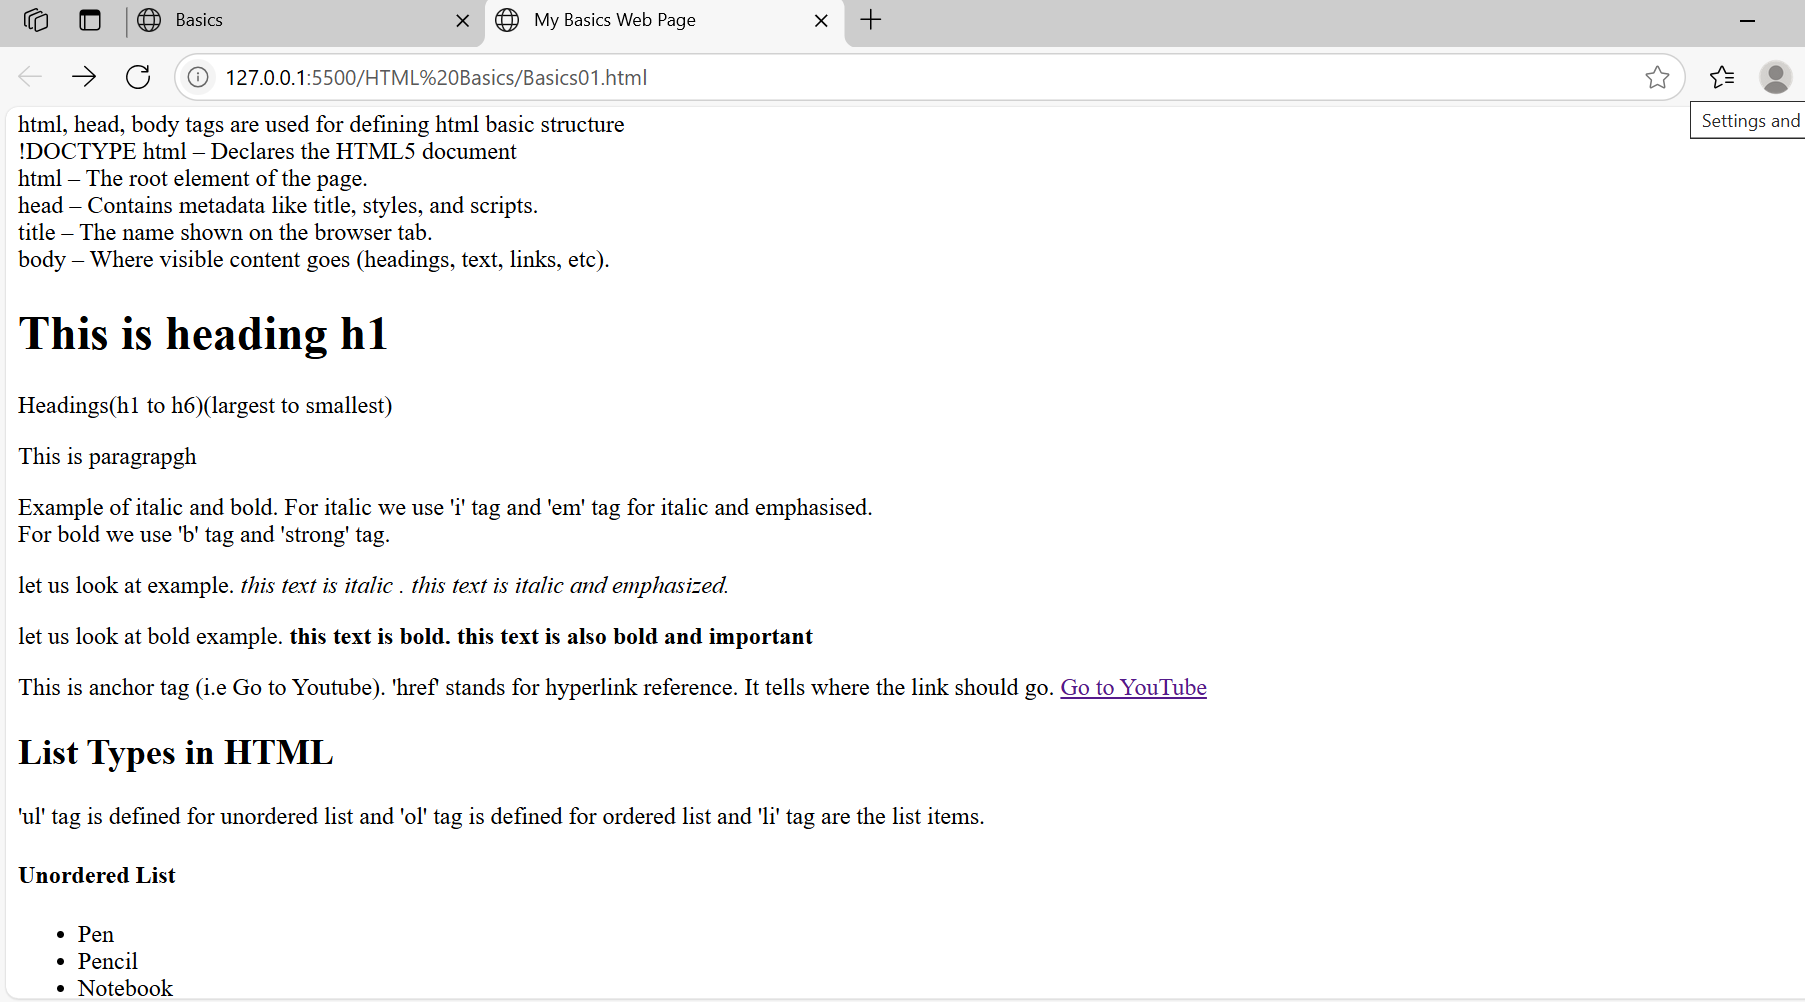 Basics
My Basics Web Page
127.0.0.1:5500/HTML%20Basics/Basics01.html
Settings and
html, head, body tags are used for defining html basic structure
!DOCTYPE html – Declares the HTML5 document
html – The root element of the page.
head – Contains metadata like title, styles, and scripts.
title – The name shown on the browser tab.
body – Where visible content goes (headings, text, links, etc).
This is heading h1
Headings(h1 to h6)(largest to smallest)
This is paragrapgh
Example of italic and bold. For italic we use 'i' tag and 'em' tag for italic and emphasised.
For bold we use 'b' tag and 'strong' tag.
let us look at example. this text is italic . this text is italic and emphasized.
let us look at bold example. this text is bold. this text is also bold and important
This is anchor tag (i.e Go to Youtube). 'href' stands for hyperlink reference. It tells where the link should go. Go to YouTube
List Types in HTML
'ul' tag is defined for unordered list and 'ol' tag is defined for ordered list and 'li' tag are the list items.
Unordered List
• Pen
• Pencil
• Notebook